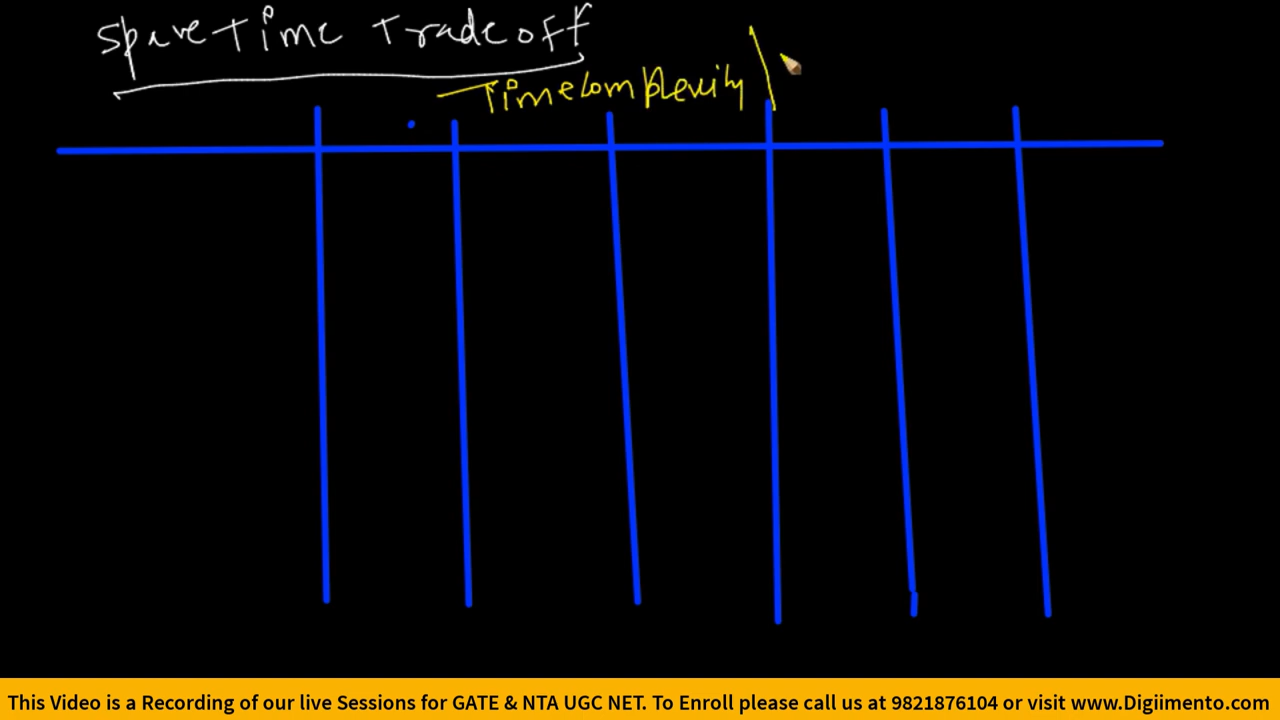 Space Time Tradeoff
Time Complexity
This Video is a Recording of our live Sessions for GATE & NTA UGC NET. To Enroll please call us at 9821876104 or visit www.Digiimento.com